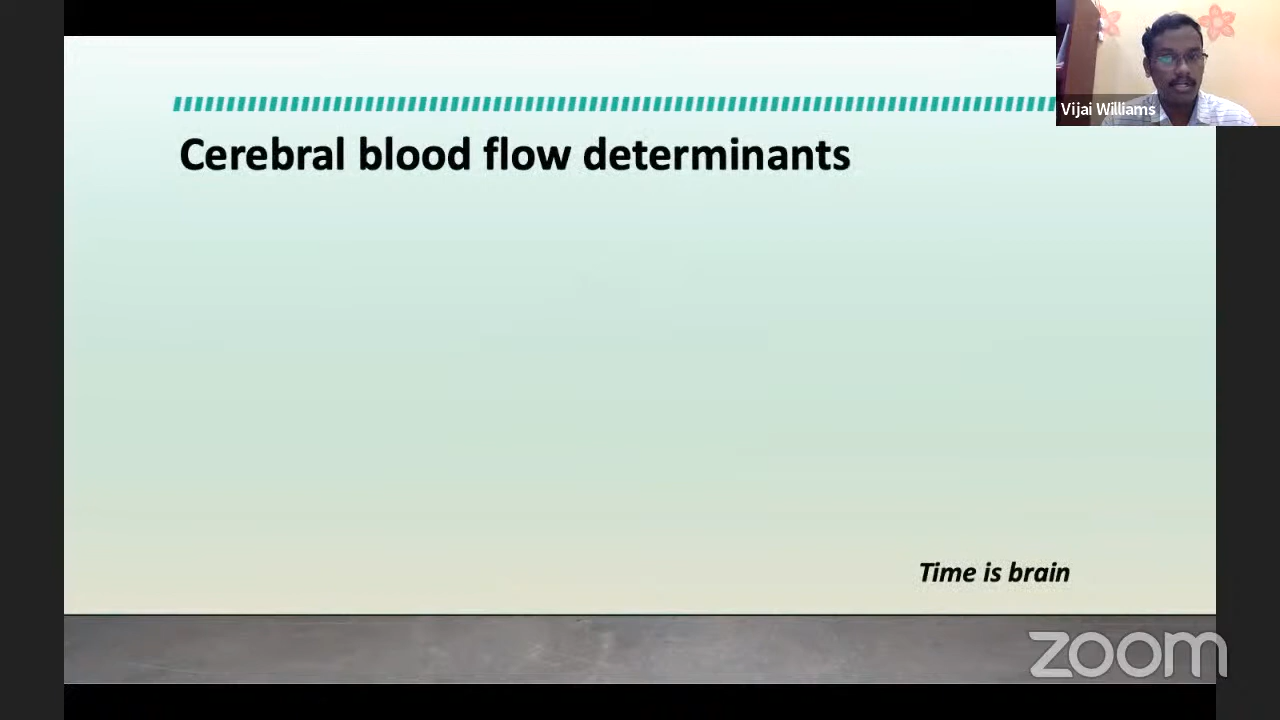 Vijai Williams
Cerebral blood flow determinants
Time is brain
zoom